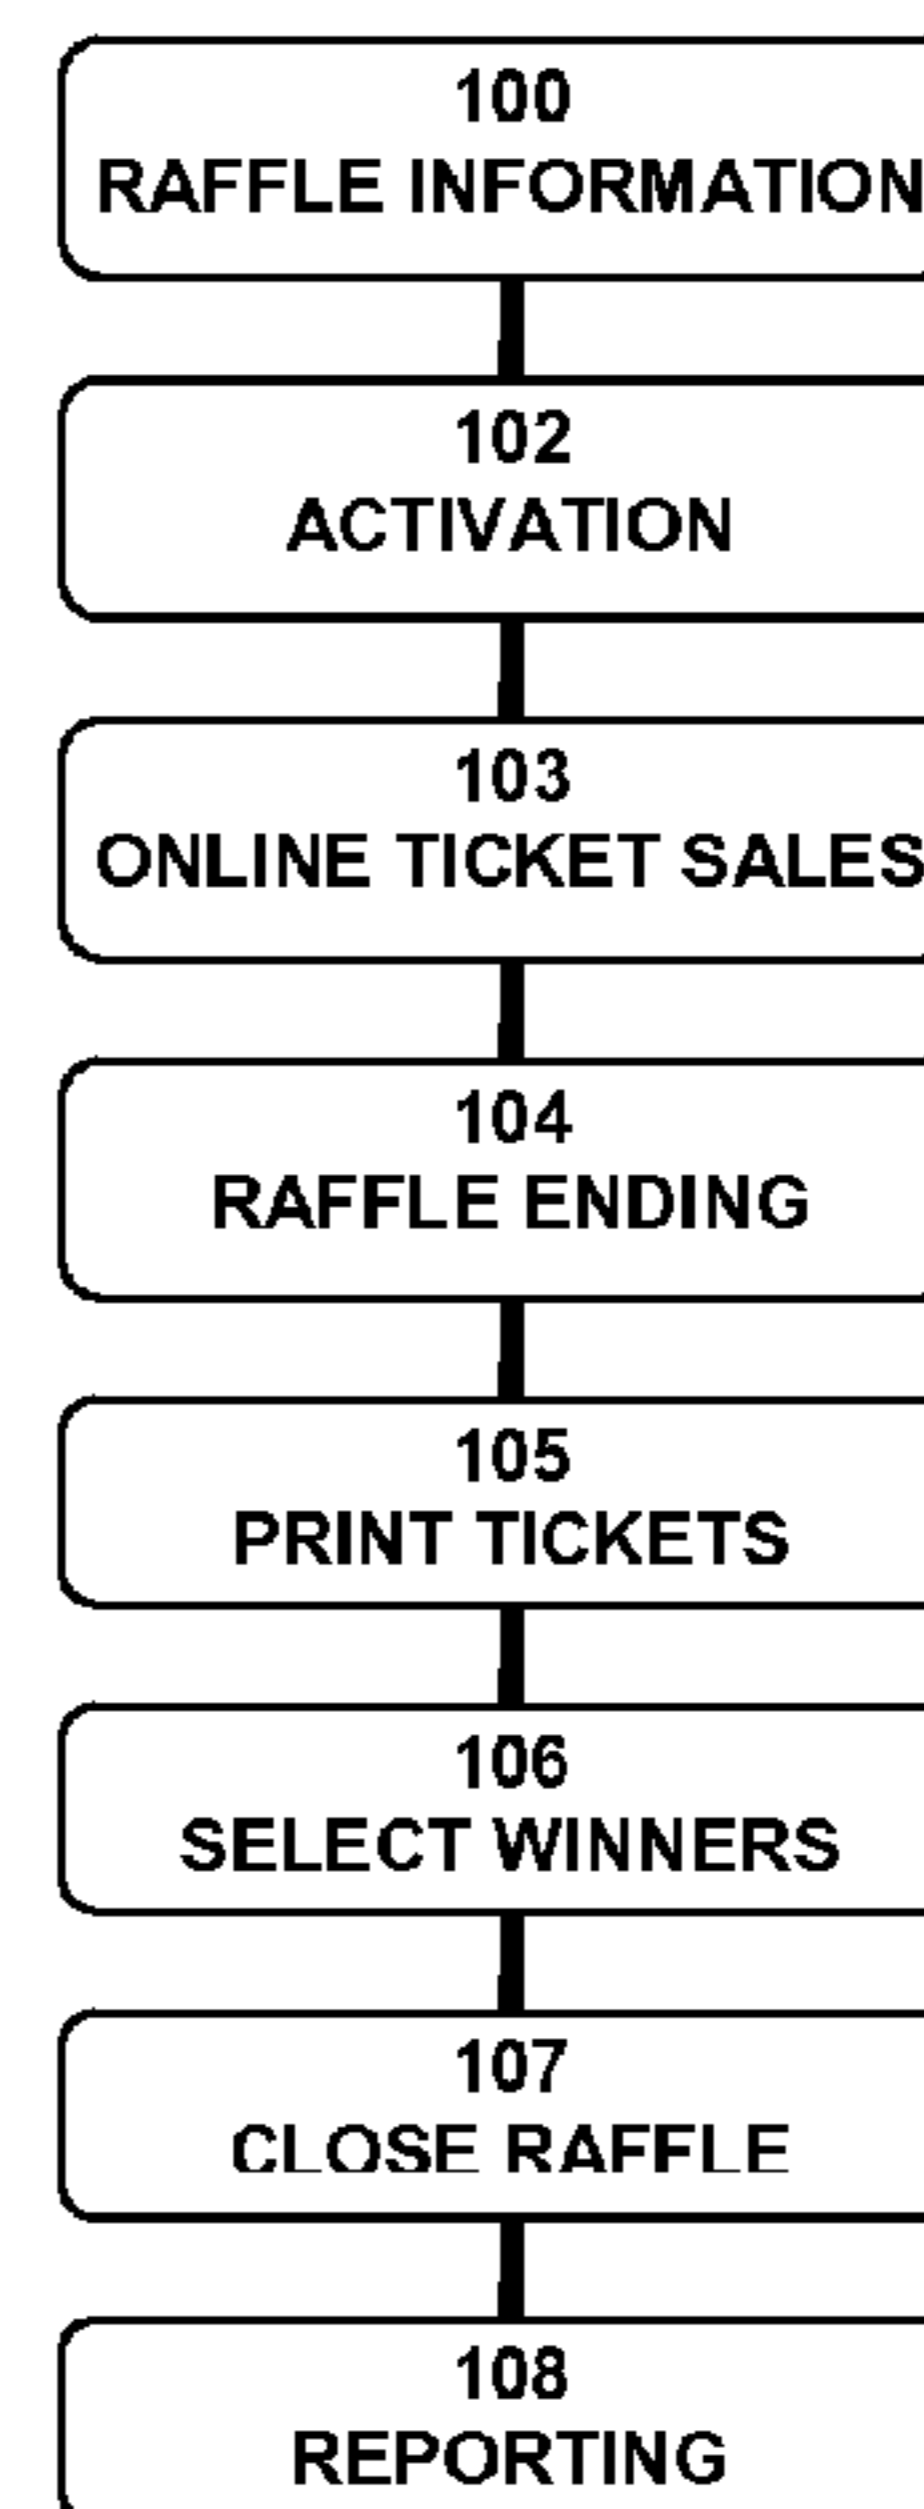 100
RAFFLE INFORMATION
102
ACTIVATION
103
ONLINE TICKET SALES
104
RAFFLE ENDING
105
PRINT TICKETS
106
SELECT WINNERS
107
CLOSE RAFFLE
108
REPORTING